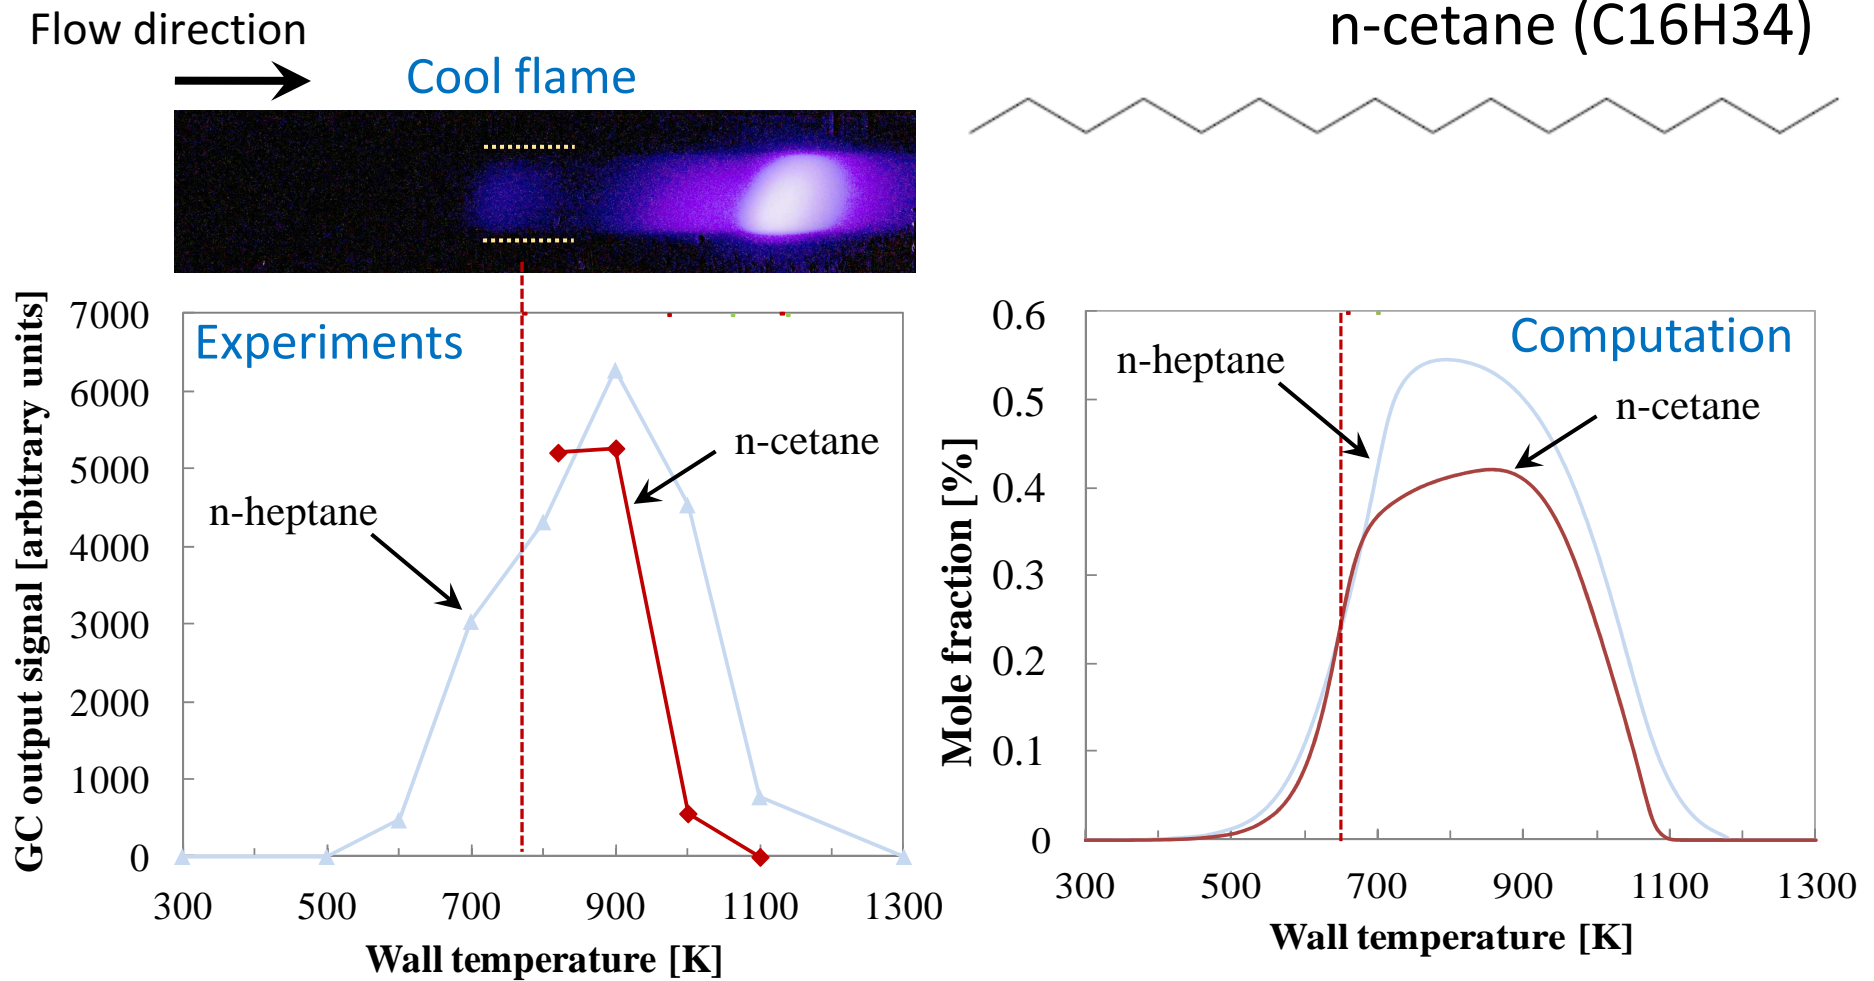 Flow direction
n-cetane (C16H34)
Cool flame
Experiments
GC output signal [arbitrary units]
7000
6000
5000
4000
3000
2000
1000
0
n-heptane
n-cetane
300 500 700 900 1100 1300
Wall temperature [K]
Computation
Mole fraction [%]
0.6
0.5
0.4
0.3
0.2
0.1
0
n-heptane
n-cetane
300 500 700 900 1100 1300
Wall temperature [K]